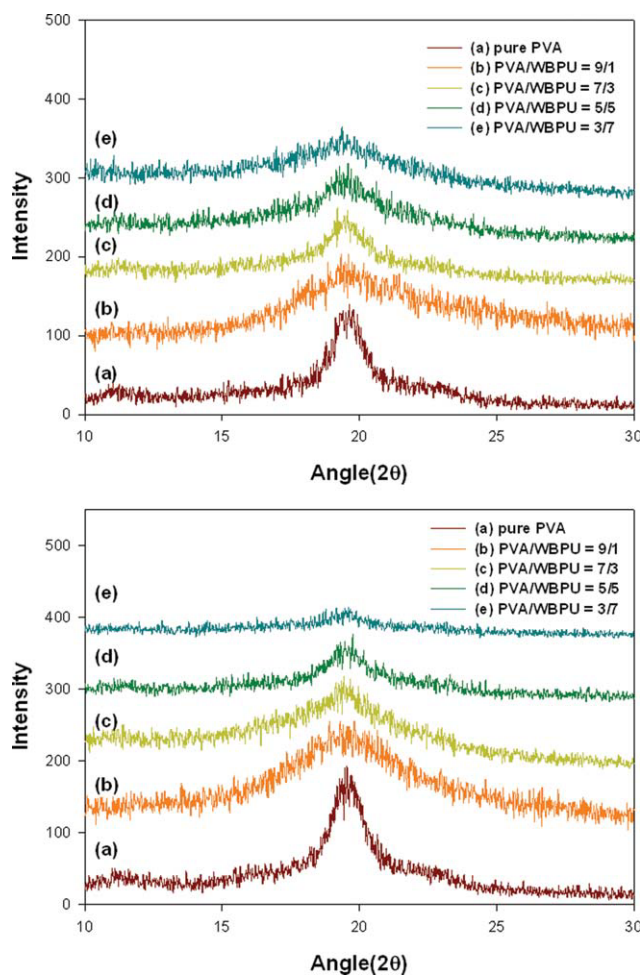 500
400
300
200
100
0
Intensity
(a) pure PVA
(b) PVA/WBPU = 9/1
(c) PVA/WBPU = 7/3
(d) PVA/WBPU = 5/5
(e) PVA/WBPU = 3/7
(e)
(d)
(c)
(b)
(a)
10 15 20 25 30
Angle(2θ)
500
400
300
200
100
0
Intensity
(a) pure PVA
(b) PVA/WBPU = 9/1
(c) PVA/WBPU = 7/3
(d) PVA/WBPU = 5/5
(e) PVA/WBPU = 3/7
(e)
(d)
(c)
(b)
(a)
10 15 20 25 30
Angle(2θ)